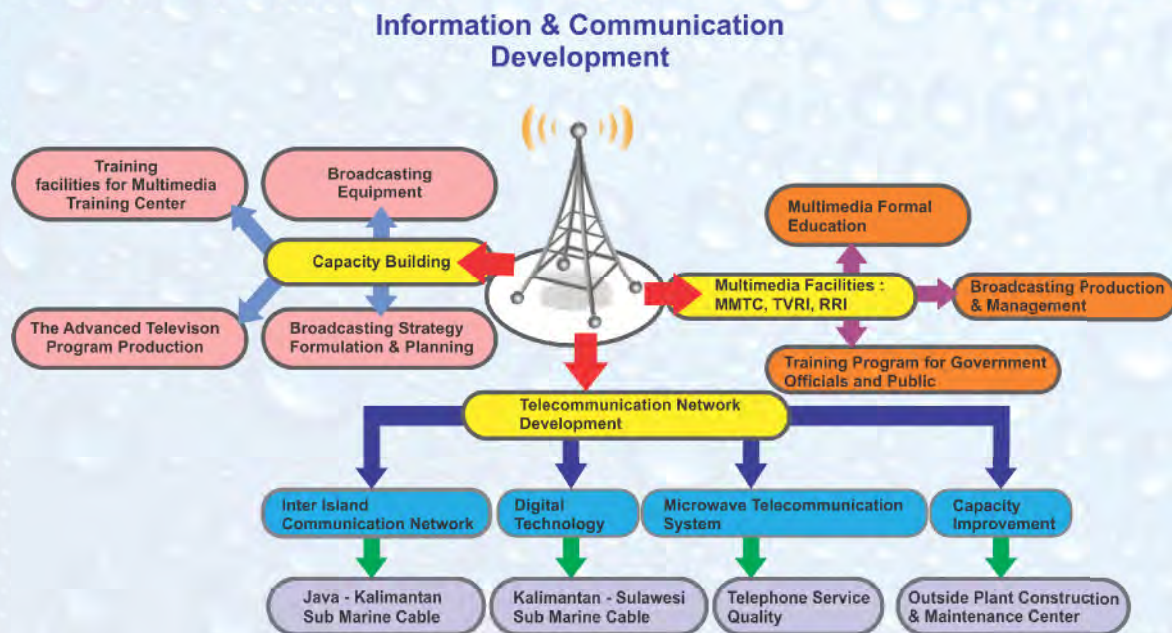 Information & Communication
Development
Training
facilities for Multimedia
Training Center
Broadcasting
Equipment
Capacity Building
The Advanced Televison
Program Production
Broadcasting Strategy
Formulation & Planning
Multimedia Formal
Education
Multimedia Facilities :
MMTC, TVRI, RRI
Broadcasting Production
& Management
Training Program for Government
Officials and Public
Telecommunication Network
Development
Inter Island
Communication Network
Digital
Technology
Microwave Telecommunication
System
Capacity
Improvement
Java - Kalimantan
Sub Marine Cable
Kalimantan - Sulawesi
Sub Marine Cable
Telephone Service
Quality
Outside Plant Construction
& Maintenance Center